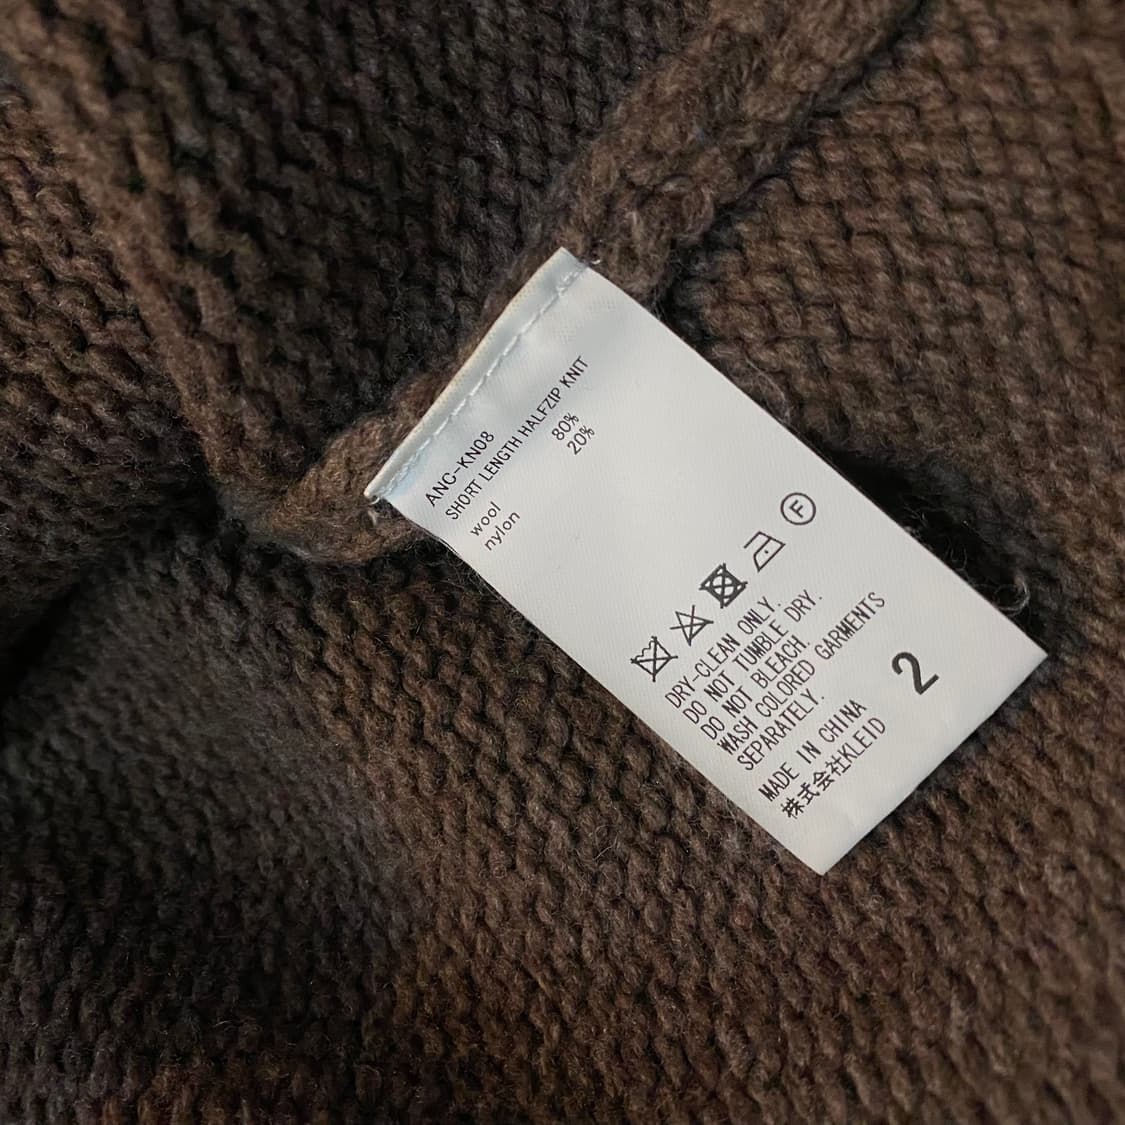 ANC-KN08
SHORT LENGTH HALFZIP KNIT
wool 80%
nylon 20%
F
DRY-CLEAN ONLY.
DO NOT TUMBLE DRY.
DO NOT BLEACH.
WASH COLORED GARMENTS
SEPARATELY.
2
MADE IN CHINA
株式会社KLEID